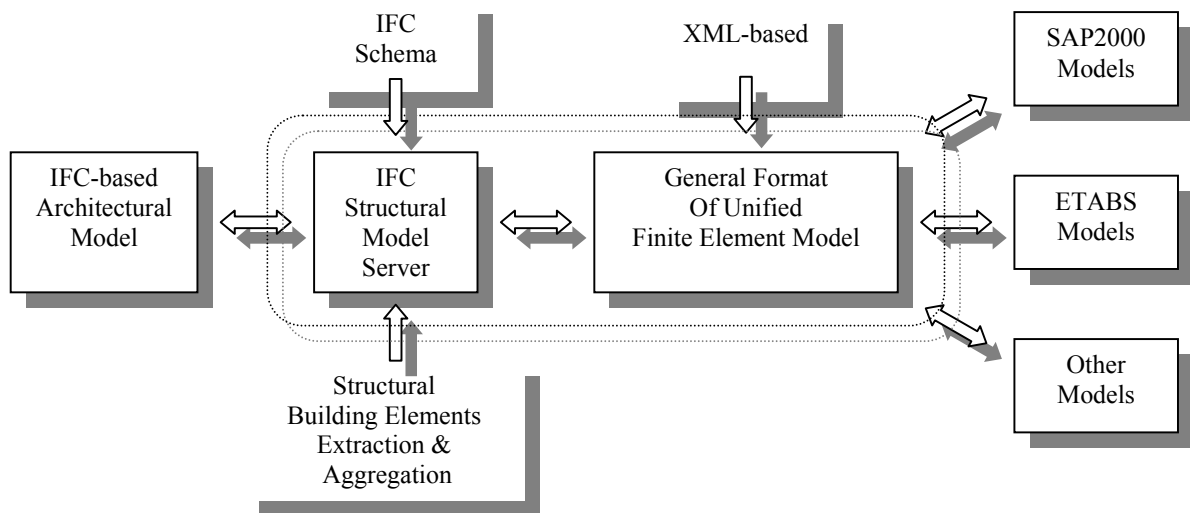 IFC
Schema
XML-based
SAP2000
Models
IFC-based
Architectural
Model
IFC
Structural
Model
Server
General Format
Of Unified
Finite Element Model
ETABS
Models
Structural
Building Elements
Extraction &
Aggregation
Other
Models